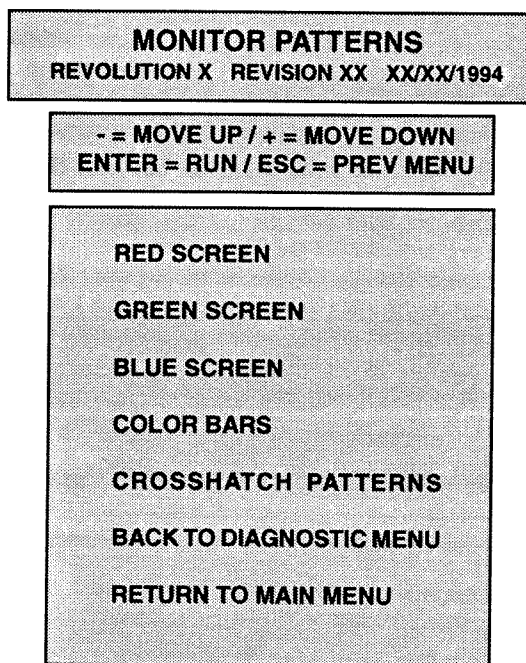 MONITOR PATTERNS
REVOLUTION X REVISION XX XX/XX/1994
- = MOVE UP / + = MOVE DOWN
ENTER = RUN / ESC = PREV MENU
RED SCREEN
GREEN SCREEN
BLUE SCREEN
COLOR BARS
CROSSHATCH PATTERNS
BACK TO DIAGNOSTIC MENU
RETURN TO MAIN MENU